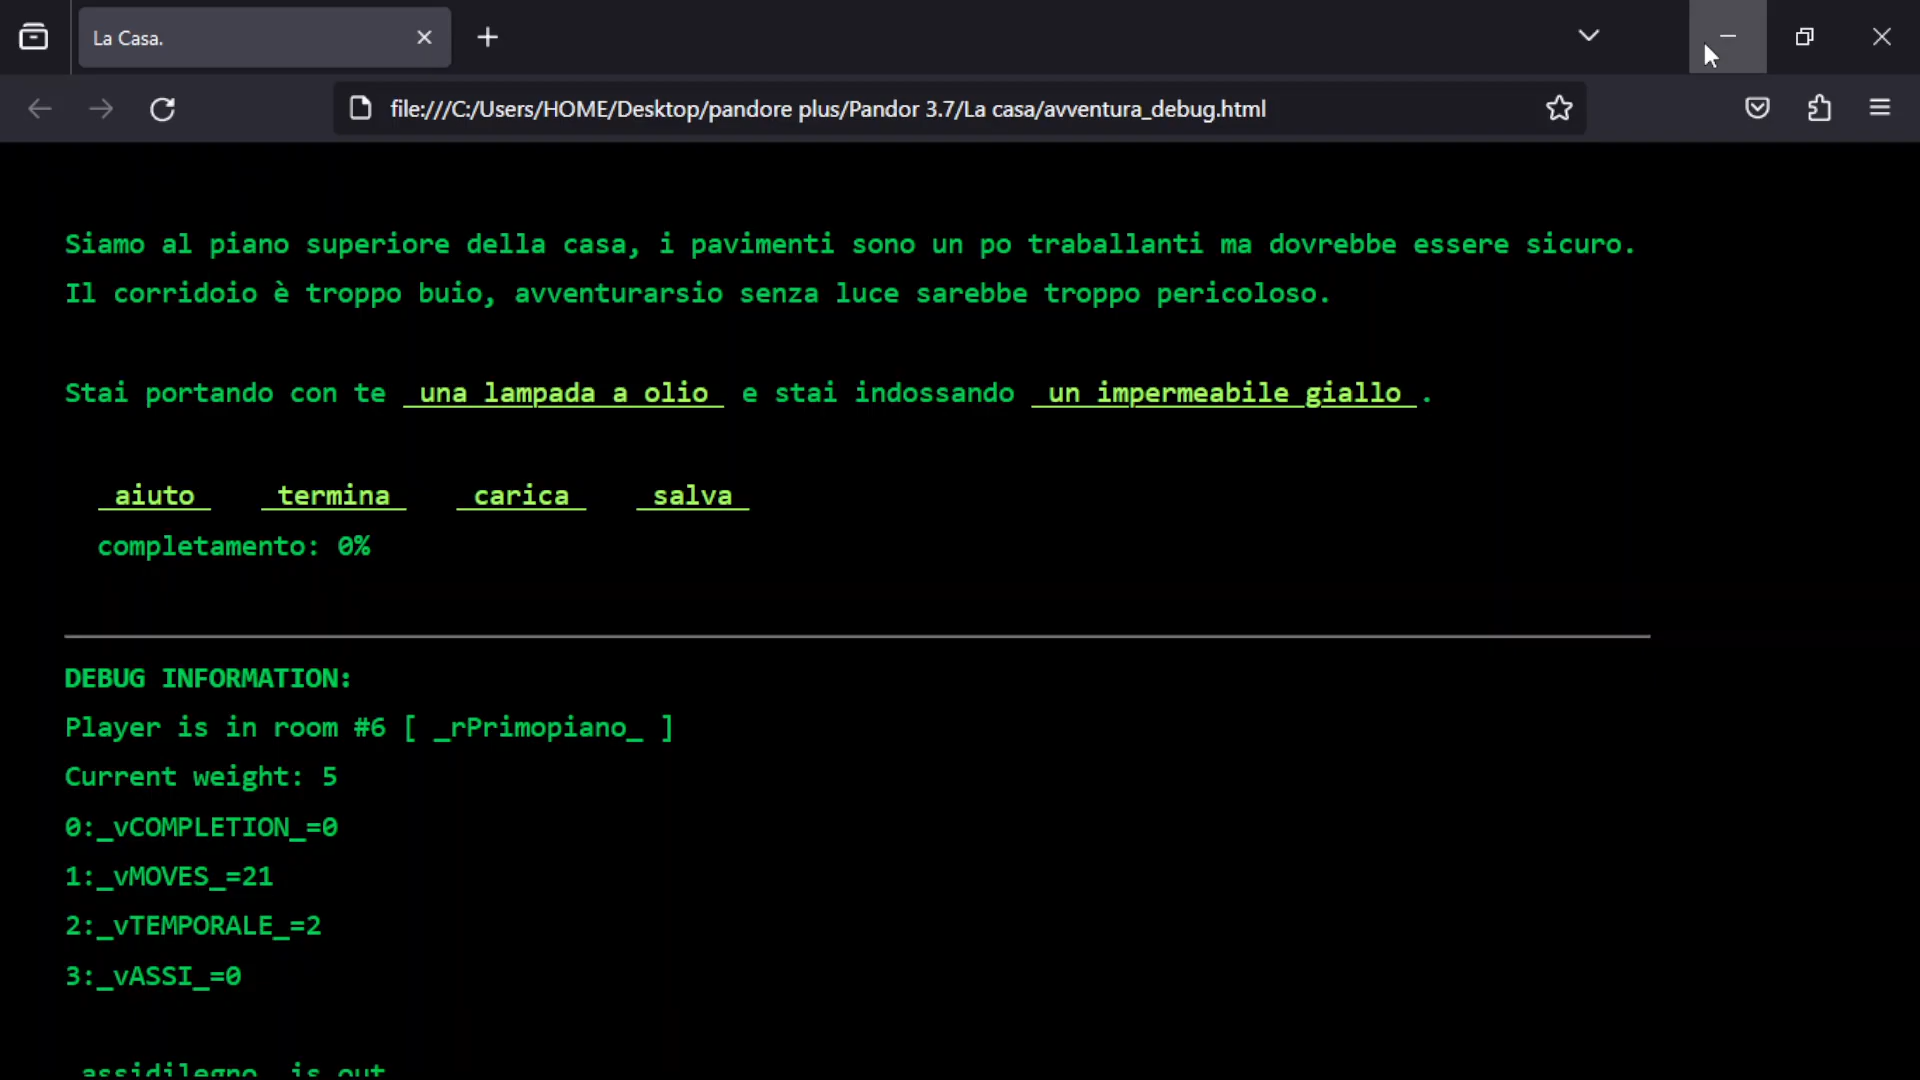 La Casa.
file:///C:/Users/HOME/Desktop/pandore plus/Pandor 3.7/La casa/avventura_debug.html
Siamo al piano superiore della casa, i pavimenti sono un po traballanti ma dovrebbe essere sicuro.
Il corridoio è troppo buio, avventurarsio senza luce sarebbe troppo pericoloso.
Stai portando con te una lampada a olio e stai indossando un impermeabile giallo .
aiuto termina carica salva
completamento: 0%
DEBUG INFORMATION:
Player is in room #6 [ _rPrimopiano_ ]
Current weight: 5
0:_vCOMPLETION_=0
1:_vMOVES_=21
2:_vTEMPORALE_=2
3:_vASSI_=0
assidilegno is out